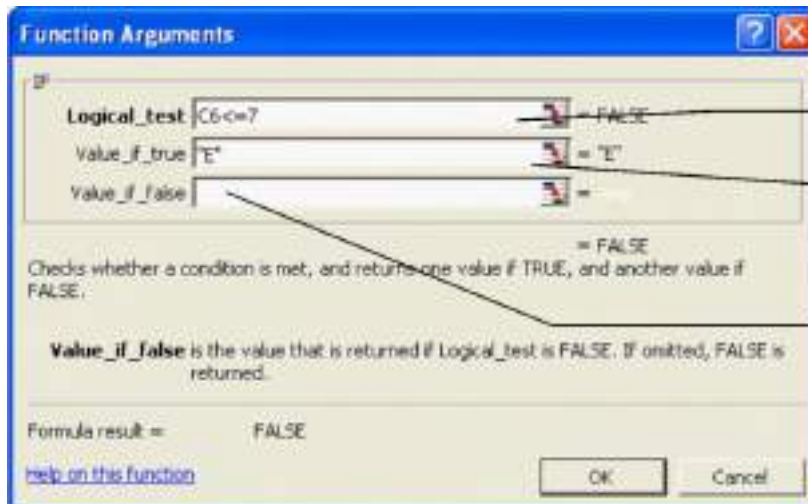 Function Arguments
IF
Logical_test C6<=7 = FALSE
Value_if_true "E" = "E"
Value_if_false =
= FALSE
Checks whether a condition is met, and returns one value if TRUE, and another value if
FALSE.
Value_if_false is the value that is returned if Logical_test is FALSE. If omitted, FALSE is
returned.
Formula result = FALSE
Help on this function OK Cancel